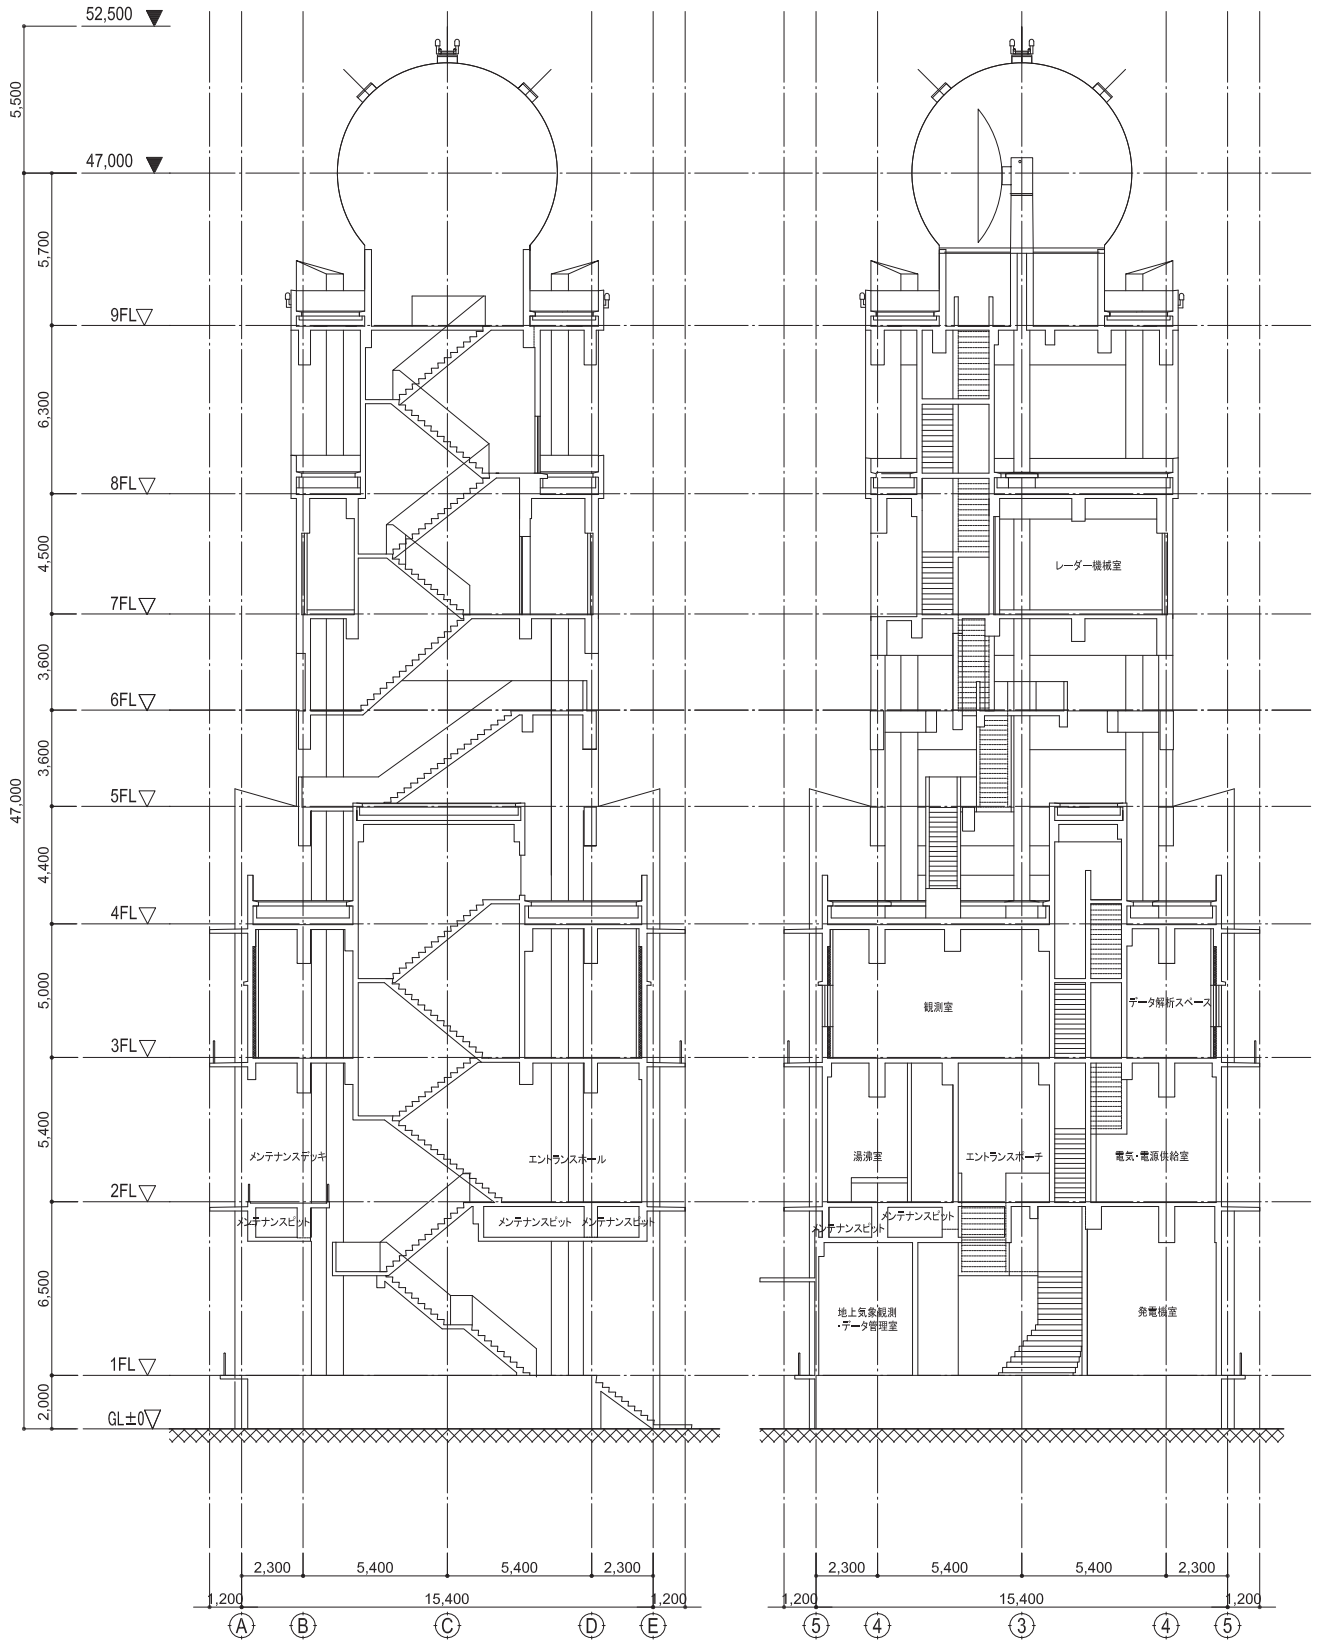 52,500
5,500
47,000
5,700
9FL
6,300
8FL
4,500
レーダー機械室
7FL
3,600
6FL
3,600
47,000
5FL
4,400
4FL
5,000
観測室
データ解析スペース
3FL
5,400
メンテナンスデッキ
エントランスホール
湯沸室
エントランスポーチ
電気・電源供給室
2FL
メンテナンスピット
メンテナンスピット
メンテナンスピット
メンテナンスピット
メンテナンスピット
6,500
地上気象観測
・データ管理室
発電機室
1FL
2,000
GL±0
2,300
5,400
5,400
2,300
2,300
5,400
5,400
2,300
1,200
15,400
1,200
1,200
15,400
1,200
A
B
C
D
E
5
4
3
4
5